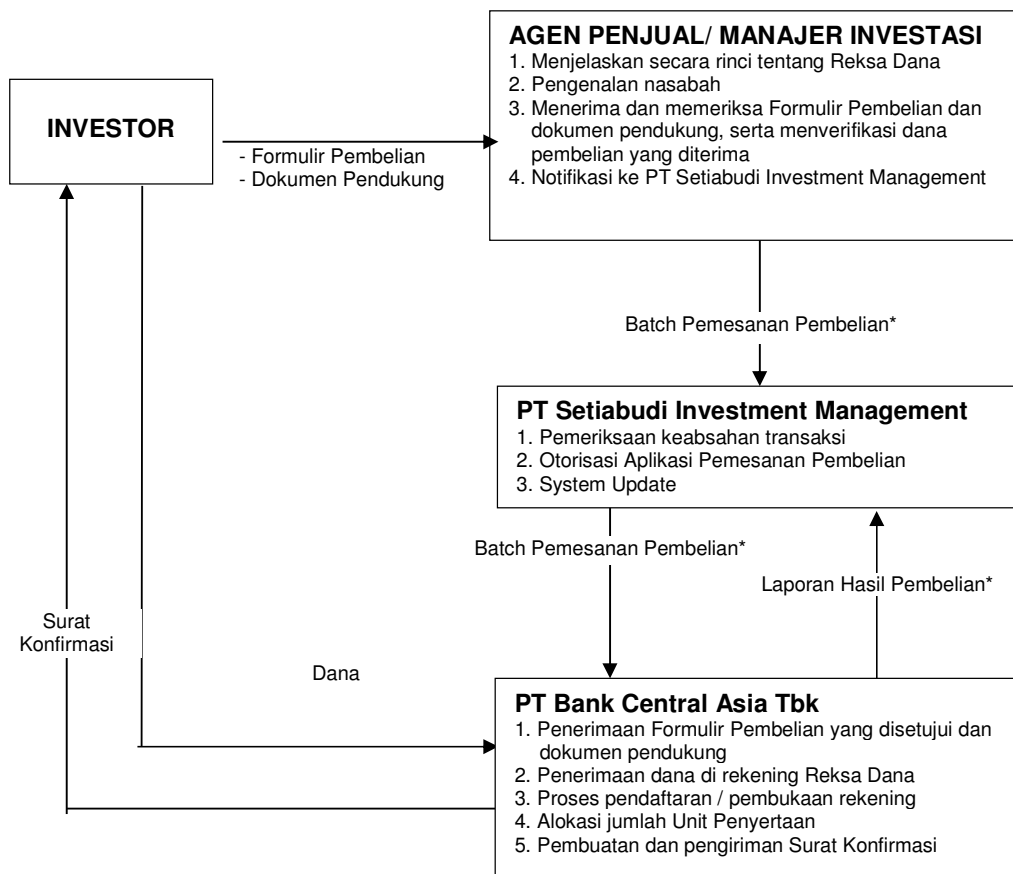 AGEN PENJUAL/ MANAJER INVESTASI
1. Menjelaskan secara rinci tentang Reksa Dana
2. Pengenalan nasabah
3. Menerima dan memeriksa Formulir Pembelian dan
dokumen pendukung, serta menverifikasi dana
pembelian yang diterima
4. Notifikasi ke PT Setiabudi Investment Management
INVESTOR
- Formulir Pembelian
- Dokumen Pendukung
Batch Pemesanan Pembelian*
PT Setiabudi Investment Management
1. Pemeriksaan keabsahan transaksi
2. Otorisasi Aplikasi Pemesanan Pembelian
3. System Update
Batch Pemesanan Pembelian*
Laporan Hasil Pembelian*
Surat
Konfirmasi
Dana
PT Bank Central Asia Tbk
1. Penerimaan Formulir Pembelian yang disetujui dan
dokumen pendukung
2. Penerimaan dana di rekening Reksa Dana
3. Proses pendaftaran / pembukaan rekening
4. Alokasi jumlah Unit Penyertaan
5. Pembuatan dan pengiriman Surat Konfirmasi